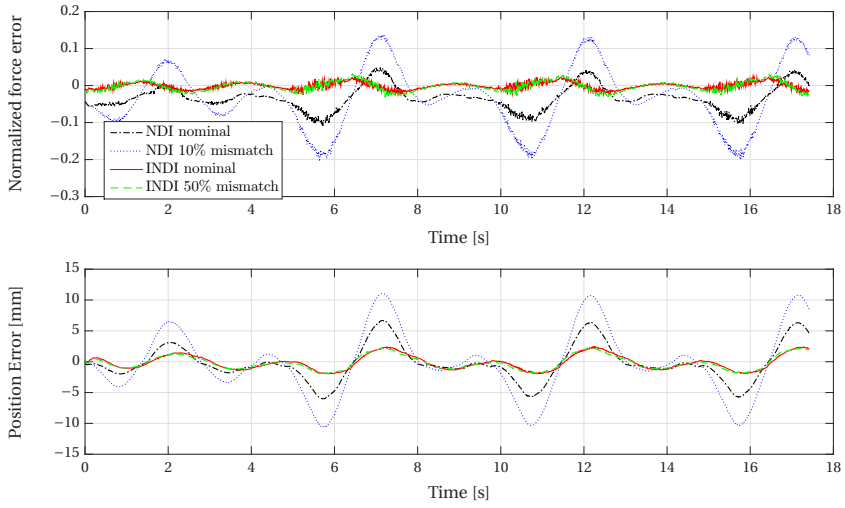 Normalized force error
0.2
0.1
0
−0.1
−0.2
−0.3
NDI nominal
NDI 10% mismatch
INDI nominal
INDI 50% mismatch
0 2 4 6 8 10 12 14 16 18
Time [s]
Position Error [mm]
15
10
5
0
−5
−10
−15
0 2 4 6 8 10 12 14 16 18
Time [s]